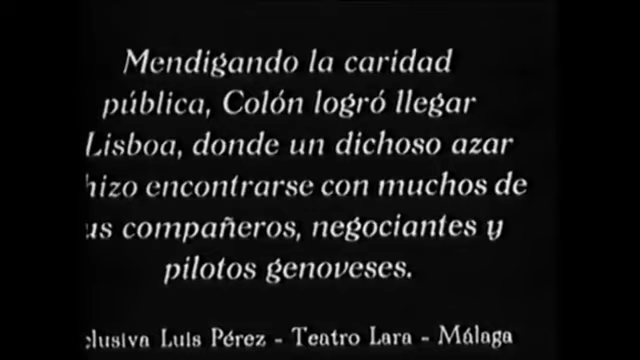 Mendigando la caridad
pública, Colón logró llegar
Lisboa, donde un dichoso azar
hizo encontrarse con muchos de
us compañeros, negociantes y
pilotos genoveses.
clusiva Luis Pérez - Teatro Lara - Málaga